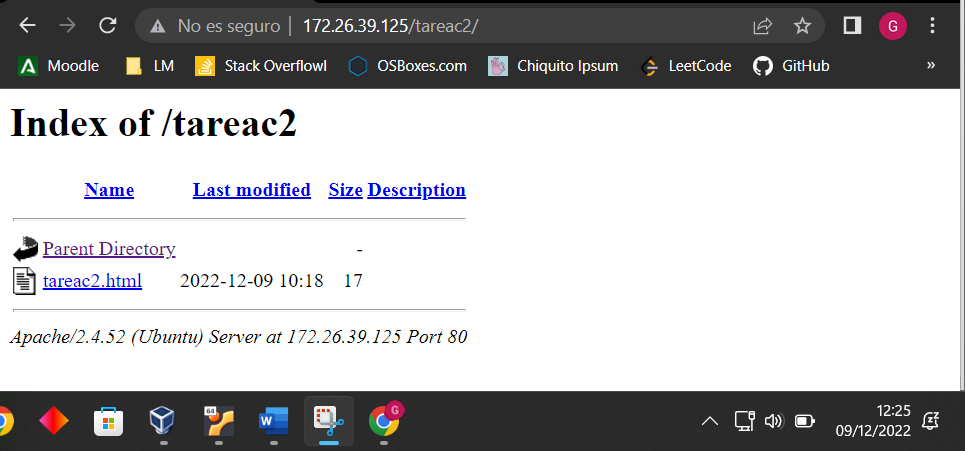 No es seguro | 172.26.39.125/tareac2/
G
Moodle LM Stack Overflowl OSBoxes.com Chiquito Ipsum LeetCode GitHub »
Index of /tareac2
Name Last modified Size Description
Parent Directory -
tareac2.html 2022-12-09 10:18 17
Apache/2.4.52 (Ubuntu) Server at 172.26.39.125 Port 80
64 W G
12:25
09/12/2022